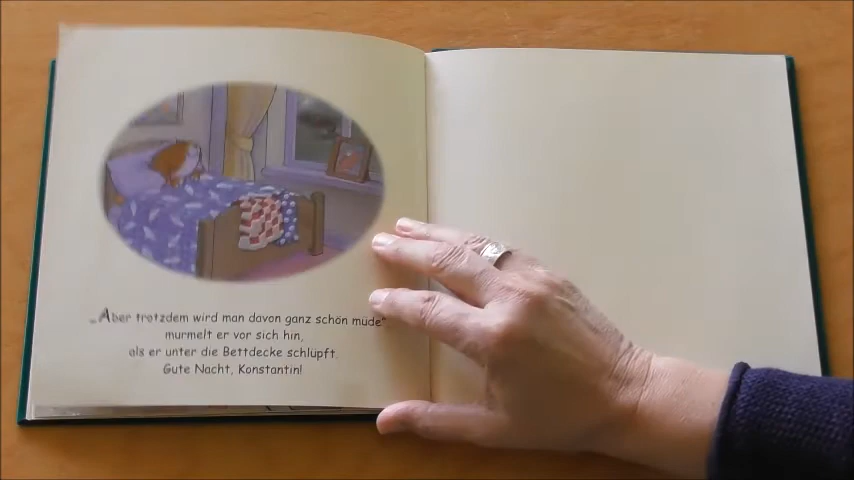 „Aber trotzdem wird man davon ganz schön müde“
murmelt er vor sich hin,
als er unter die Bettdecke schlüpft.
Gute Nacht, Konstantin!